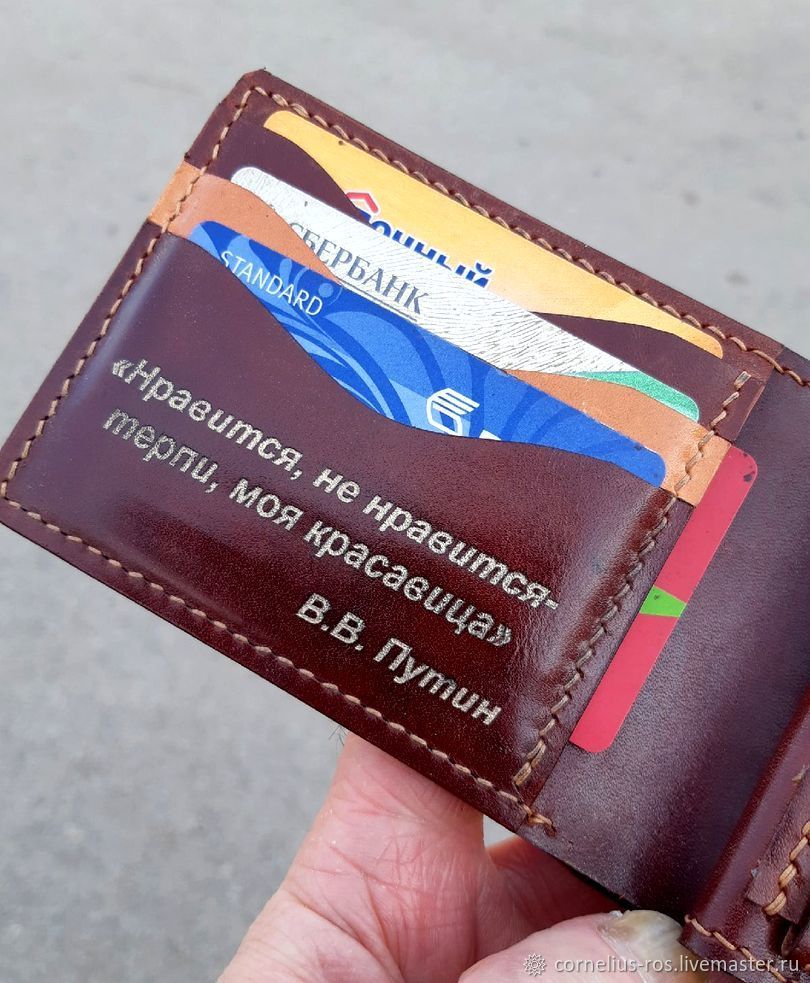 СБЕРБАНК
STANDARD
«Нравится, не нравится-
терпи, моя красавица»
В.В. Путин
cornelius-ros.livemaster.ru